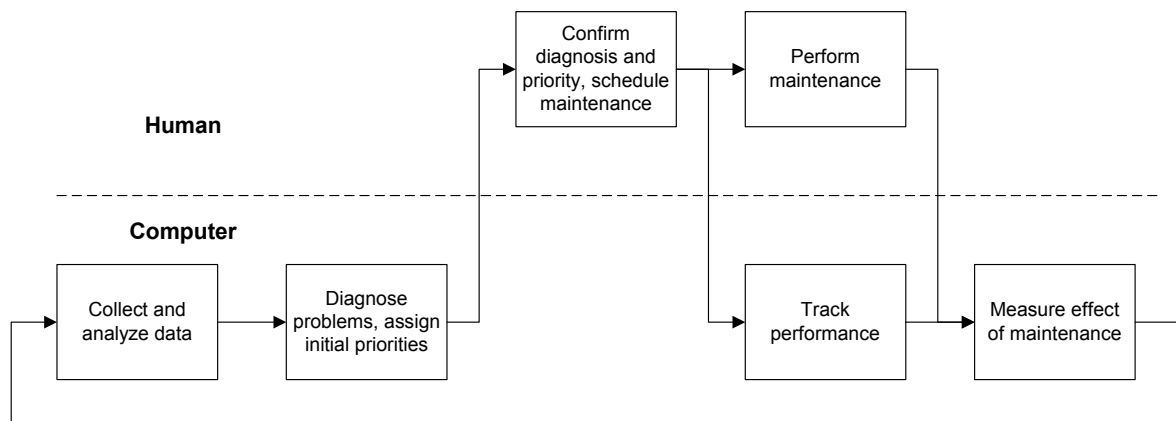 Confirm
diagnosis and
priority, schedule
maintenance
Perform
maintenance
Human
Computer
Collect and
analyze data
Diagnose
problems, assign
initial priorities
Track
performance
Measure effect
of maintenance